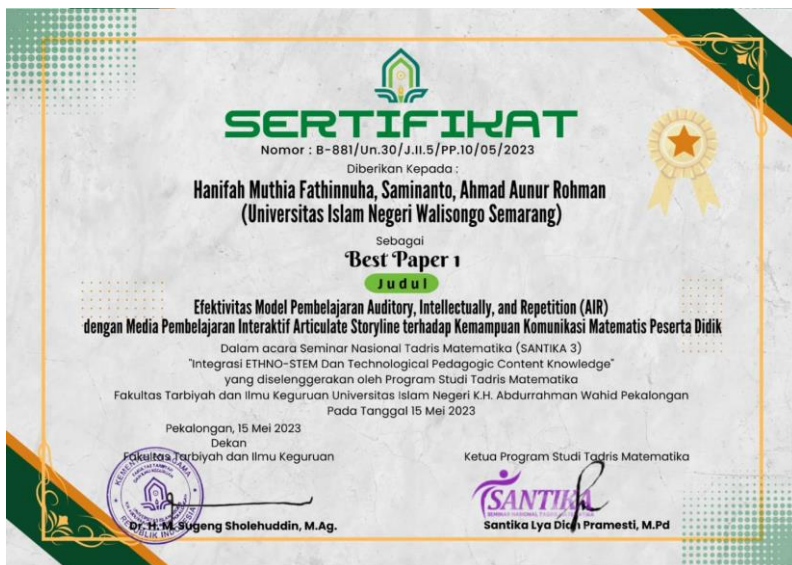 SERTIFIKAT
Nomor : B-881/Un.30/J.II.5/PP.10/05/2023
Diberikan Kepada :
Hanifah Muthia Fathinnuha, Saminanto, Ahmad Aunur Rohman
(Universitas Islam Negeri Walisongo Semarang)
Sebagai
Best Paper 1
Judul
Efektivitas Model Pembelajaran Auditory, Intellectually, and Repetition (AIR)
dengan Media Pembelajaran Interaktif Articulate Storyline terhadap Kemampuan Komunikasi Matematis Peserta Didik
Dalam acara Seminar Nasional Tadris Matematika (SANTIKA 3)
"Integrasi ETHNO-STEM Dan Technological Pedagogic Content Knowledge"
yang diselenggarakan oleh Program Studi Tadris Matematika
Fakultas Tarbiyah dan Ilmu Keguruan Universitas Islam Negeri K.H. Abdurrahman Wahid Pekalongan
Pada Tanggal 15 Mei 2023
Pekalongan, 15 Mei 2023
Dekan
Fakultas Tarbiyah dan Ilmu Keguruan
KEMENTERIAN AGAMA
REPUBLIK INDONESIA
Dr. H. M. Sugeng Sholehuddin, M.Ag.
Ketua Program Studi Tadris Matematika
SANTIKA
Santika Lya Diah Pramesti, M.Pd